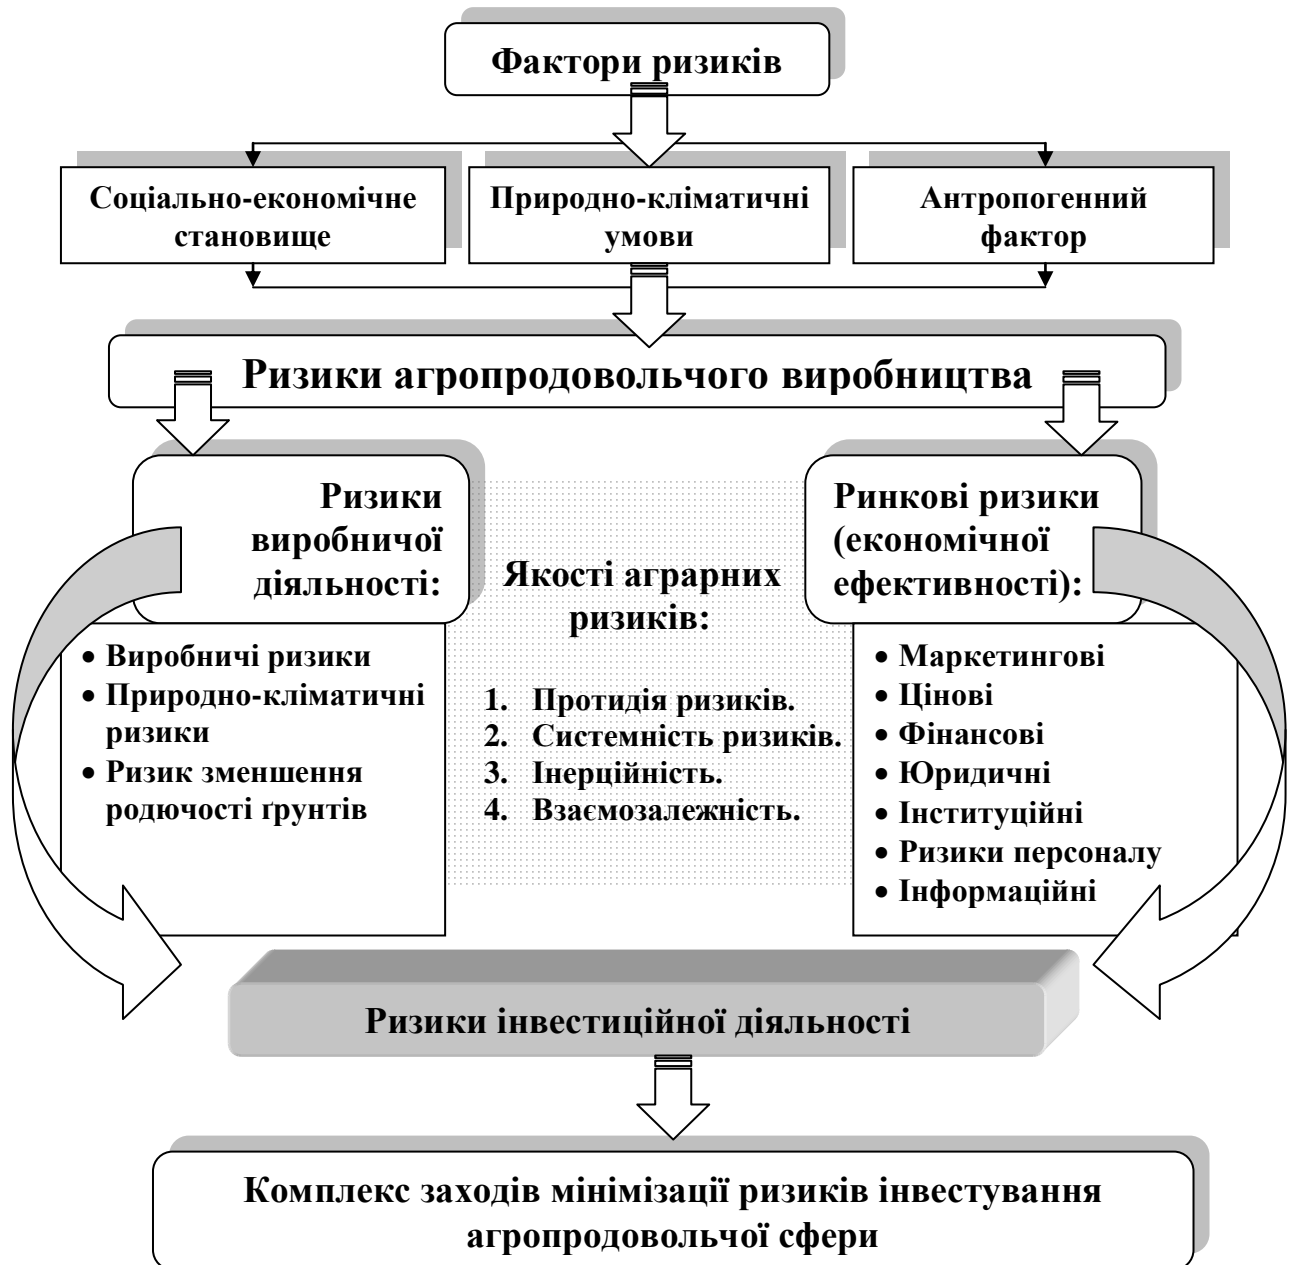 Фактори ризиків
Соціально-економічне
становище
Природно-кліматичні
умови
Антропогенний
фактор
Ризики агропродовольчого виробництва
Ризики
виробничої
діяльності:
• Виробничі ризики
• Природно-кліматичні
ризики
• Ризик зменшення
родючості ґрунтів
Якості аграрних
ризиків:
1. Протидія ризиків.
2. Системність ризиків.
3. Інерційність.
4. Взаємозалежність.
Ринкові ризики
(економічної
ефективності):
• Маркетингові
• Цінові
• Фінансові
• Юридичні
• Інституційні
• Ризики персоналу
• Інформаційні
Ризики інвестиційної діяльності
Комплекс заходів мінімізації ризиків інвестування
агропродовольчої сфери